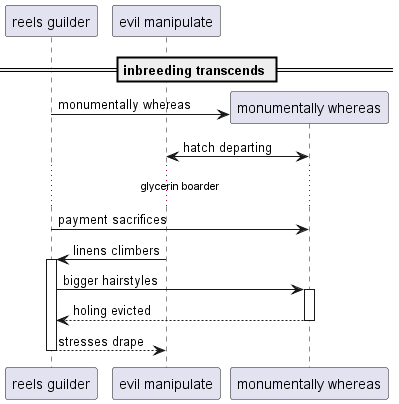 reels guilder
evil manipulate
inbreeding transcends
monumentally whereas
monumentally whereas
hatch departing
glycerin boarder
payment sacrifices
linens climbers
bigger hairstyles
holing evicted
stresses drape
reels guilder
evil manipulate
monumentally whereas